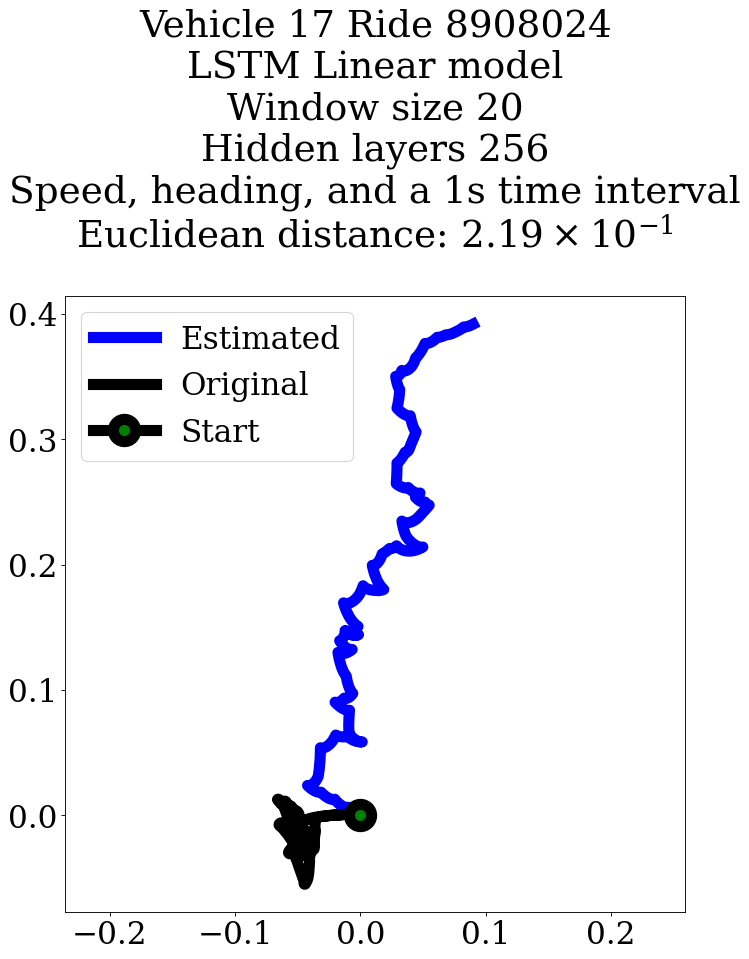 Vehicle 17 Ride 8908024
LSTM Linear model
Window size 20
Hidden layers 256
Speed, heading, and a 1s time interval
Euclidean distance: 2.19 × 10⁻¹
Estimated
Original
Start
0.4
0.3
0.2
0.1
0.0
−0.2 −0.1 0.0 0.1 0.2